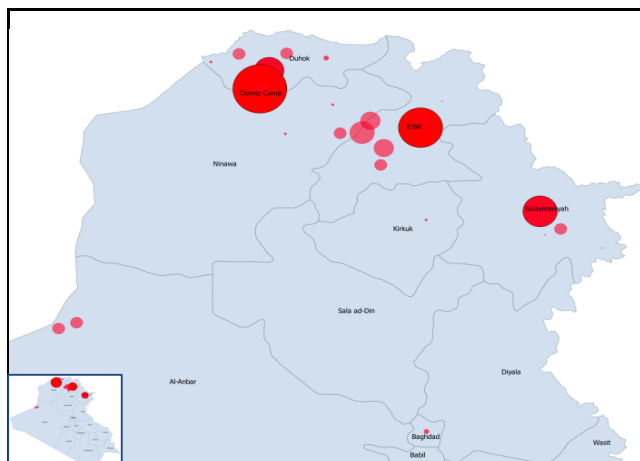 Duhok
Domiz Camp
Erbil
Ninawa
Sulaymaniyah
Kirkuk
Sala ad-Din
Al-Anbar
Diyala
Baghdad
Wasit
Babil